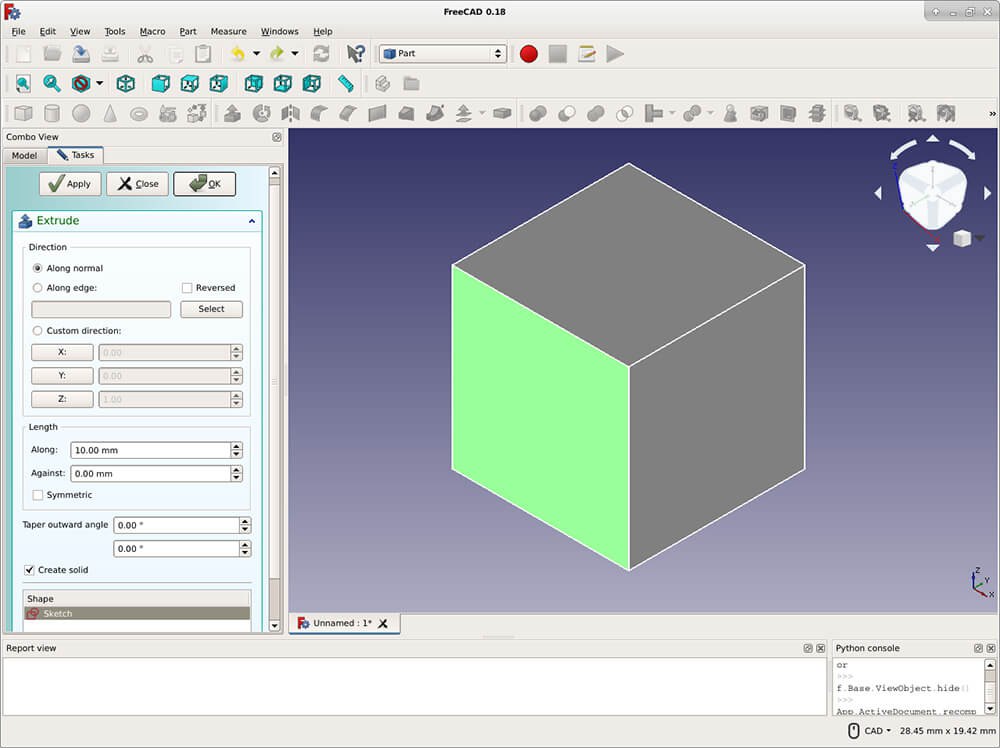 FreeCAD 0.18
File Edit View Tools Macro Part Measure Windows Help
Part
Combo View
Model Tasks
Apply Close OK
Extrude
Direction
Along normal
Along edge: Reversed
Select
Custom direction:
X: 0.00
Y: 0.00
Z: 1.00
Length
Along: 10.00 mm
Against: 0.00 mm
Symmetric
Taper outward angle 0.00 °
0.00 °
Create solid
Shape
Sketch
Z
Y
X
Unnamed : 1*
Report view
Python console
or
>>>
f.Base.ViewObject.hide()
>>>
App.ActiveDocument.recomp
CAD 28.45 mm x 19.42 mm